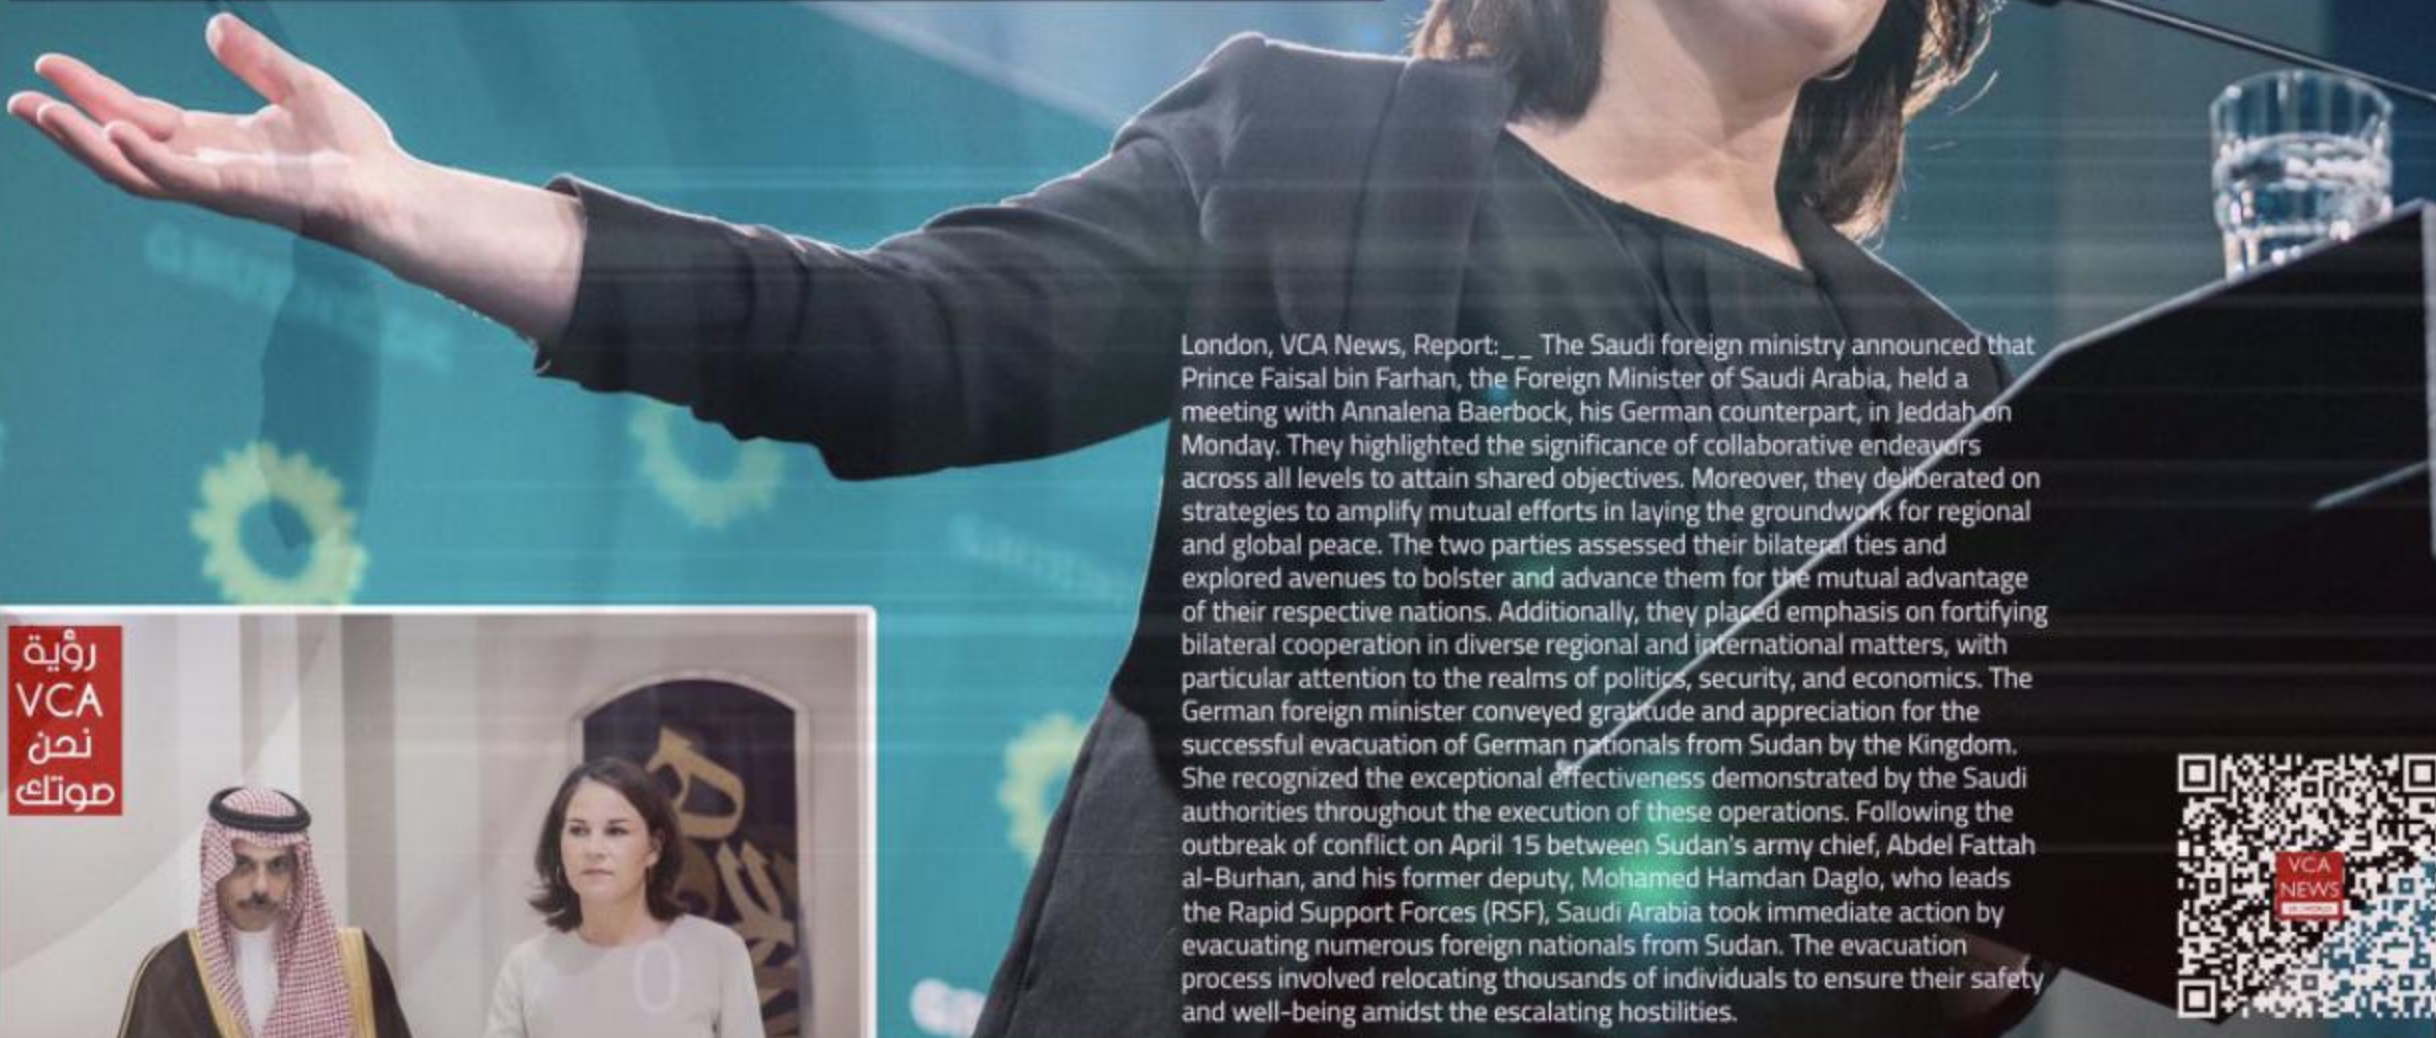 London, VCA News, Report:__ The Saudi foreign ministry announced that
Prince Faisal bin Farhan, the Foreign Minister of Saudi Arabia, held a
meeting with Annalena Baerbock, his German counterpart, in Jeddah on
Monday. They highlighted the significance of collaborative endeavors
across all levels to attain shared objectives. Moreover, they deliberated on
strategies to amplify mutual efforts in laying the groundwork for regional
and global peace. The two parties assessed their bilateral ties and
explored avenues to bolster and advance them for the mutual advantage
of their respective nations. Additionally, they placed emphasis on fortifying
bilateral cooperation in diverse regional and international matters, with
particular attention to the realms of politics, security, and economics. The
German foreign minister conveyed gratitude and appreciation for the
successful evacuation of German nationals from Sudan by the Kingdom.
She recognized the exceptional effectiveness demonstrated by the Saudi
authorities throughout the execution of these operations. Following the
outbreak of conflict on April 15 between Sudan's army chief, Abdel Fattah
al-Burhan, and his former deputy, Mohamed Hamdan Daglo, who leads
the Rapid Support Forces (RSF), Saudi Arabia took immediate action by
evacuating numerous foreign nationals from Sudan. The evacuation
process involved relocating thousands of individuals to ensure their safety
and well-being amidst the escalating hostilities.
رؤية
VCA
نحن
صوتك
VCA
NEWS